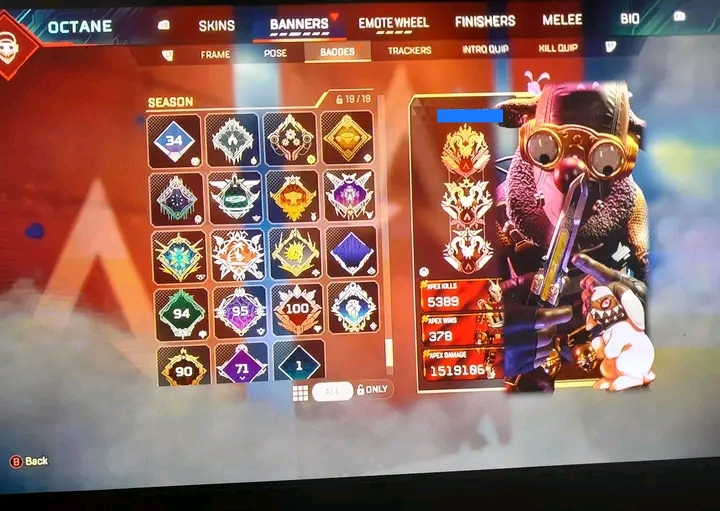 OCTANE
SKINS
BANNERS
EMOTE WHEEL
FINISHERS
MELEE
BIO
FRAME
POSE
BADGES
TRACKERS
INTRO QUIP
KILL QUIP
SEASON
19/19
34
94
95
100
90
71
1
APEX KILLS
5389
APEX WINS
378
APEX DAMAGE
1519106
ALL
ONLY
B Back